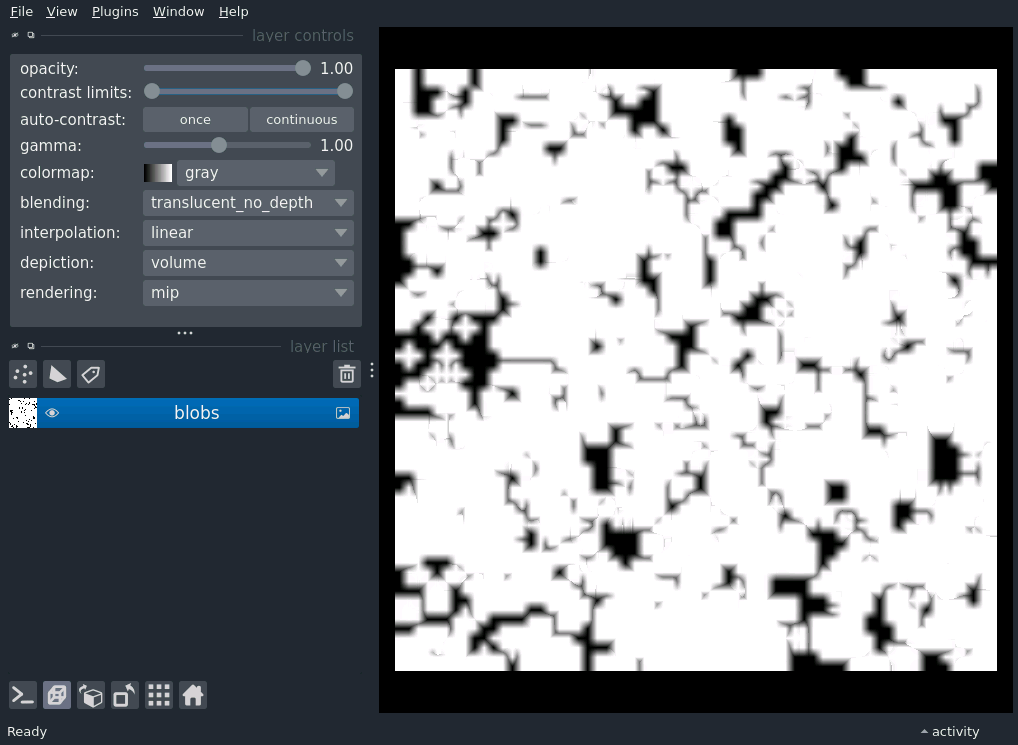 File View Plugins Window Help
layer controls
opacity: 1.00
contrast limits:
auto-contrast: once continuous
gamma: 1.00
colormap: gray
blending: translucent_no_depth
interpolation: linear
depiction: volume
rendering: mip
layer list
blobs
Ready activity